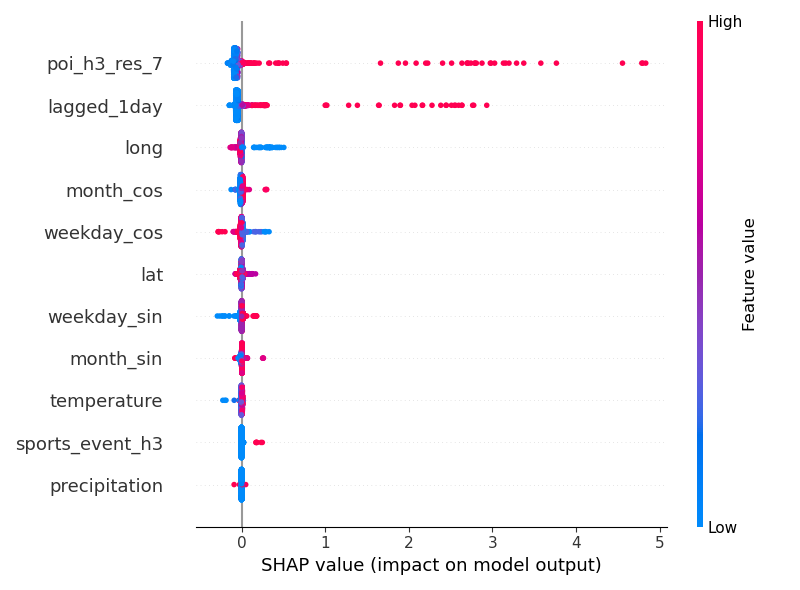 High
poi_h3_res_7
lagged_1day
long
month_cos
weekday_cos
lat
weekday_sin
month_sin
temperature
sports_event_h3
precipitation
Feature value
Low
0 1 2 3 4 5
SHAP value (impact on model output)